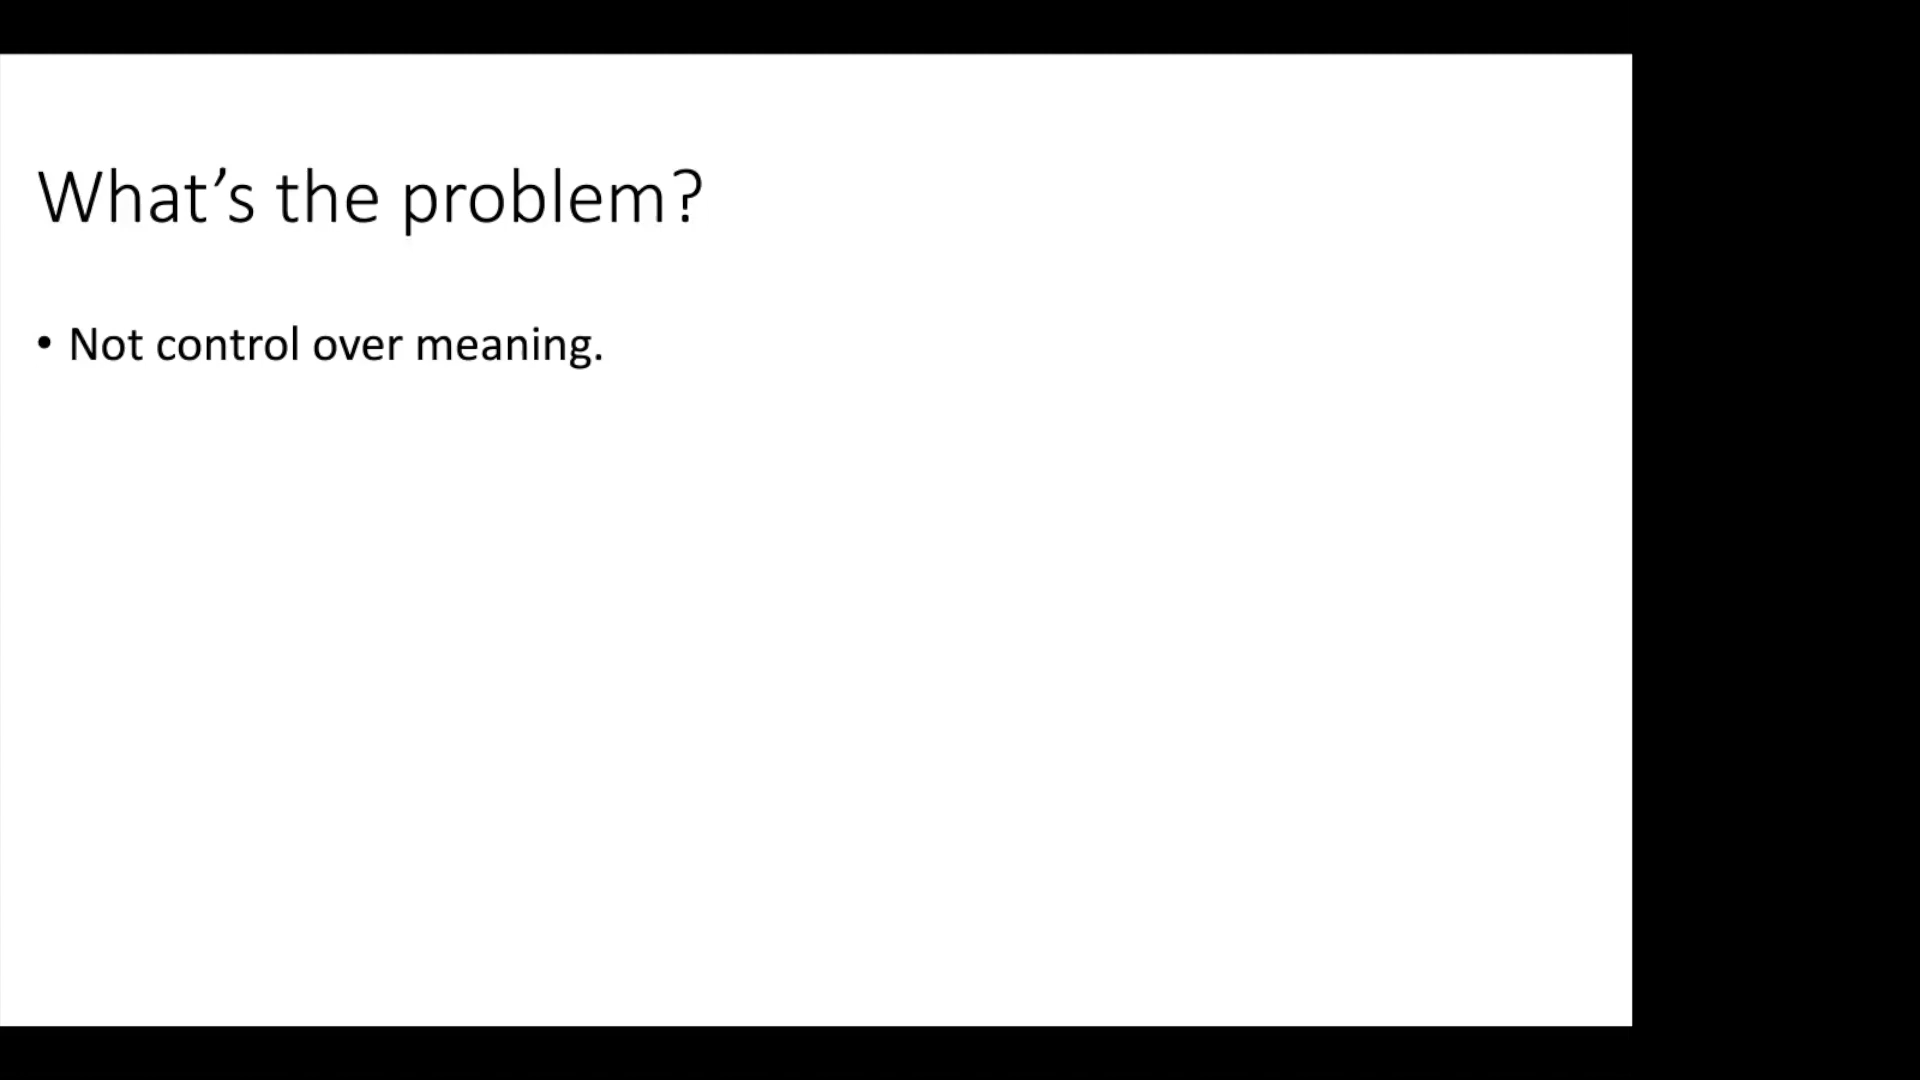 What’s the problem?
• Not control over meaning.